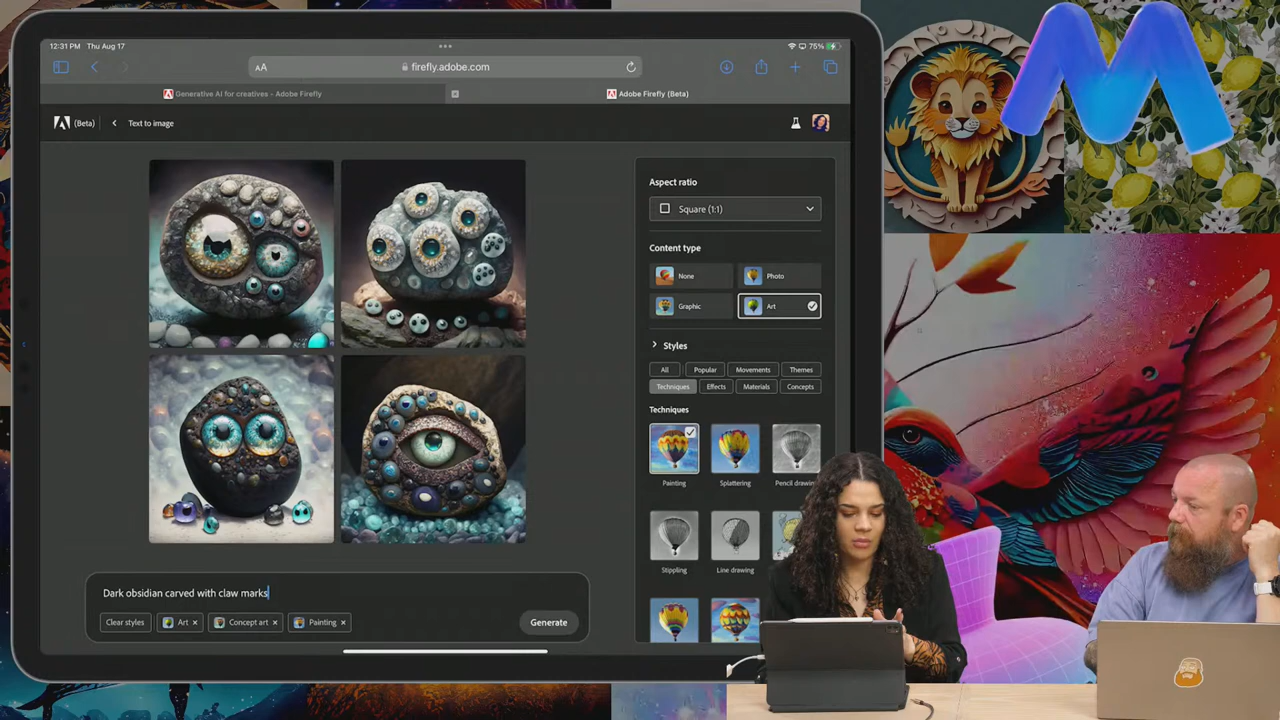 12:31 PM Thu Aug 17
75%
AA
firefly.adobe.com
Generative AI for creatives - Adobe Firefly
Adobe Firefly (Beta)
(Beta)
Text to image
Aspect ratio
Square (1:1)
Content type
None
Photo
Graphic
Art
Styles
All
Popular
Movements
Themes
Techniques
Effects
Materials
Concepts
Techniques
Painting
Splattering
Pencil drawing
Stippling
Line drawing
Dark obsidian carved with claw marks
Clear styles
Art
Concept art
Painting
Generate